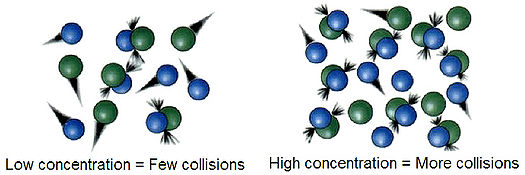 Low concentration = Few collisions
High concentration = More collisions